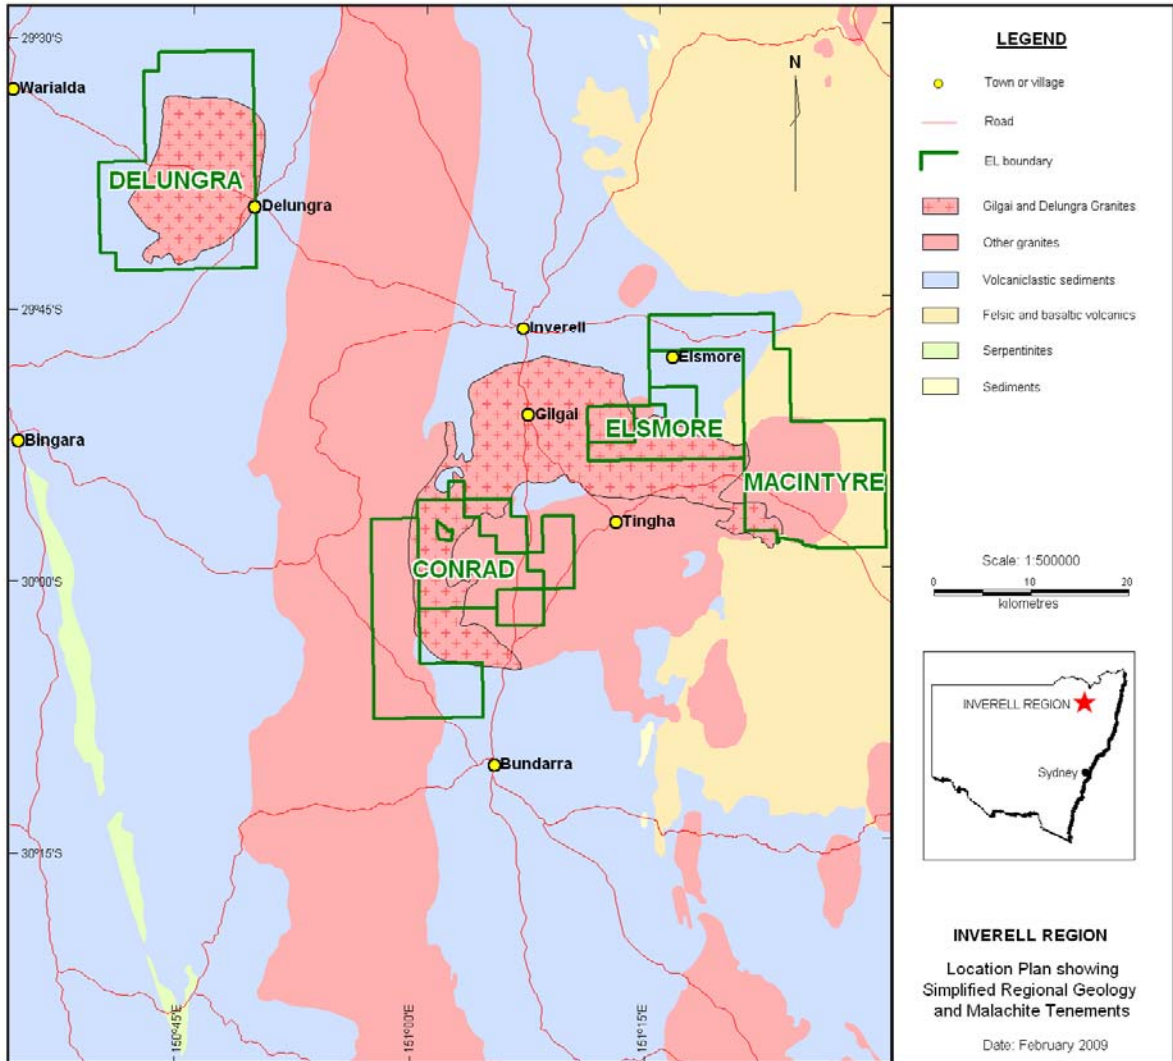 29°30'S
Warialda
DELUNGRA
Delungra
N
29°45'S
Inverell
Elsmore
Gilgai
ELSMORE
Bingara
MACINTYRE
Tingha
CONRAD
30°00'S
Bundarra
30°15'S
150°45'E
151°00'E
151°15'E
LEGEND
Town or village
Road
EL boundary
Gilgai and Delungra Granites
Other granites
Volcaniclastic sediments
Felsic and basaltic volcanics
Serpentinites
Sediments
Scale: 1:500000
0 10 20
kilometres
INVERELL REGION
Sydney
INVERELL REGION
Location Plan showing
Simplified Regional Geology
and Malachite Tenements
Date: February 2009